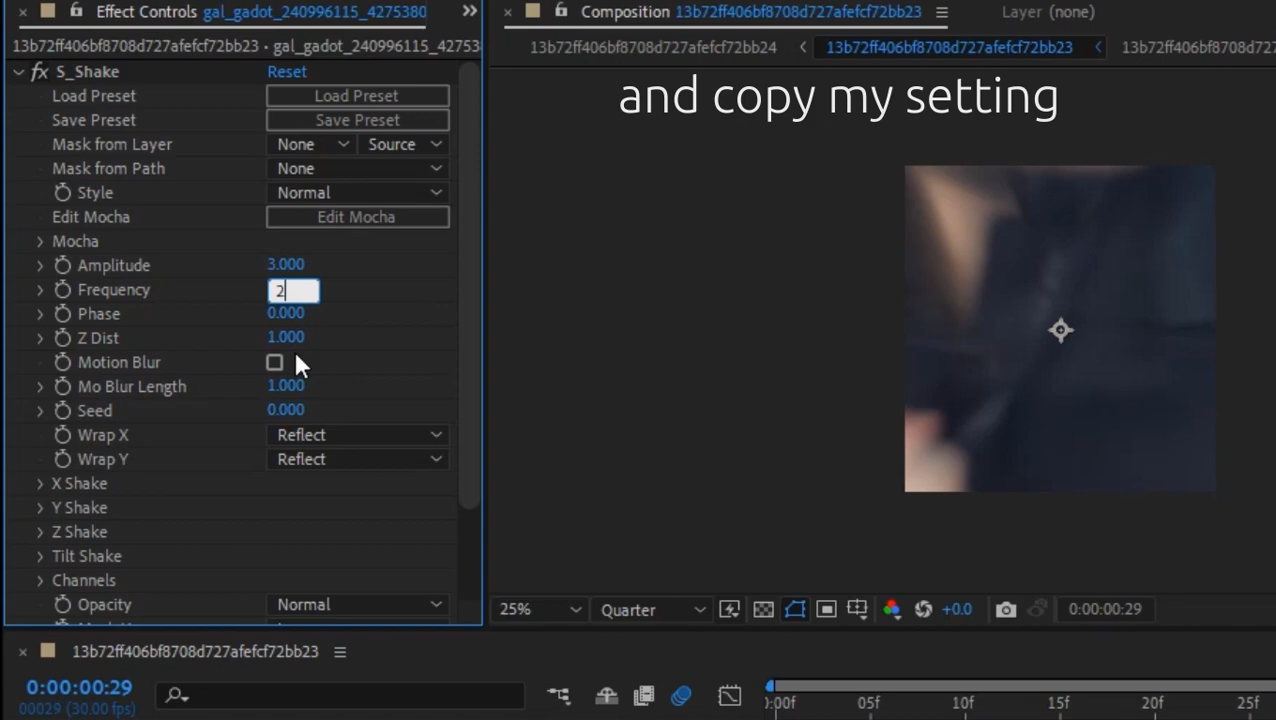 Effect Controls gal_gadot_240996115_4275380
Composition 13b72ff406bf8708d727afefcf72bb23
Layer (none)
13b72ff406bf8708d727afefcf72bb23 • gal_gadot_240996115_42753
13b72ff406bf8708d727afefcf72bb24
13b72ff406bf8708d727afefcf72bb23
13b72ff406bf8708d727
fx S_Shake Reset
Load Preset Load Preset
Save Preset Save Preset
Mask from Layer None Source
Mask from Path None
Style Normal
Edit Mocha Edit Mocha
Mocha
Amplitude 3.000
Frequency 2
Phase 0.000
Z Dist 1.000
Motion Blur
Mo Blur Length 1.000
Seed 0.000
Wrap X Reflect
Wrap Y Reflect
X Shake
Y Shake
Z Shake
Tilt Shake
Channels
Opacity Normal
and copy my setting
25% Quarter +0.0 0:00:00:29
13b72ff406bf8708d727afefcf72bb23
0:00:00:29
00029 (30.00 fps)
0:00f 05f 10f 15f 20f 25f